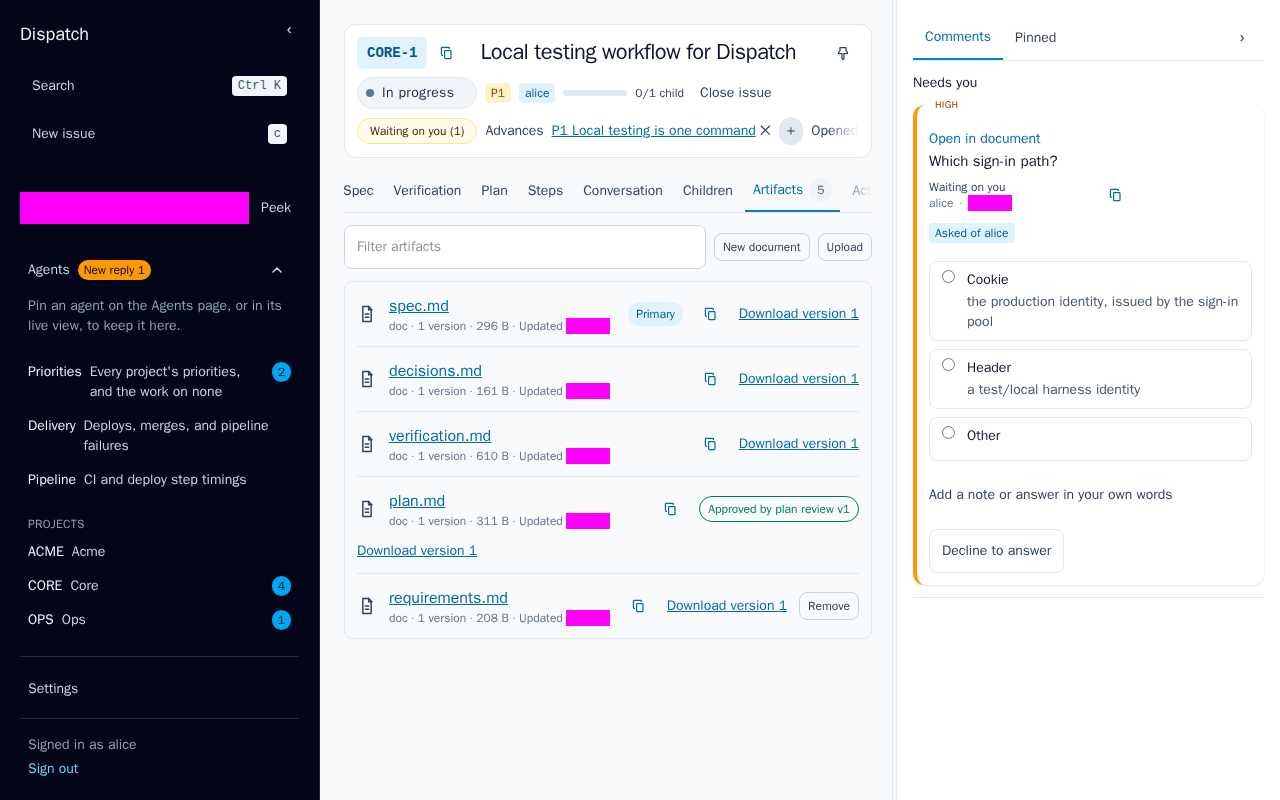 Dispatch
Search
Ctrl K
New issue
C
Peek
Agents
New reply 1
Pin an agent on the Agents page, or in its
live view, to keep it here.
Priorities
Every project's priorities,
and the work on none
2
Delivery
Deploys, merges, and pipeline
failures
Pipeline
CI and deploy step timings
PROJECTS
ACME Acme
CORE Core
4
OPS Ops
1
Settings
Signed in as alice
Sign out
CORE-1
Local testing workflow for Dispatch
In progress
P1
alice
0/1 child
Close issue
Waiting on you (1)
Advances
P1 Local testing is one command
+
Opened
Spec
Verification
Plan
Steps
Conversation
Children
Artifacts
5
Act
Filter artifacts
New document
Upload
spec.md
doc · 1 version · 296 B · Updated
Primary
Download version 1
decisions.md
doc · 1 version · 161 B · Updated
Download version 1
verification.md
doc · 1 version · 610 B · Updated
Download version 1
plan.md
doc · 1 version · 311 B · Updated
Approved by plan review v1
Download version 1
requirements.md
doc · 1 version · 208 B · Updated
Download version 1
Remove
Comments
Pinned
Needs you
HIGH
Open in document
Which sign-in path?
Waiting on you
alice ·
Asked of alice
Cookie
the production identity, issued by the sign-in
pool
Header
a test/local harness identity
Other
Add a note or answer in your own words
Decline to answer